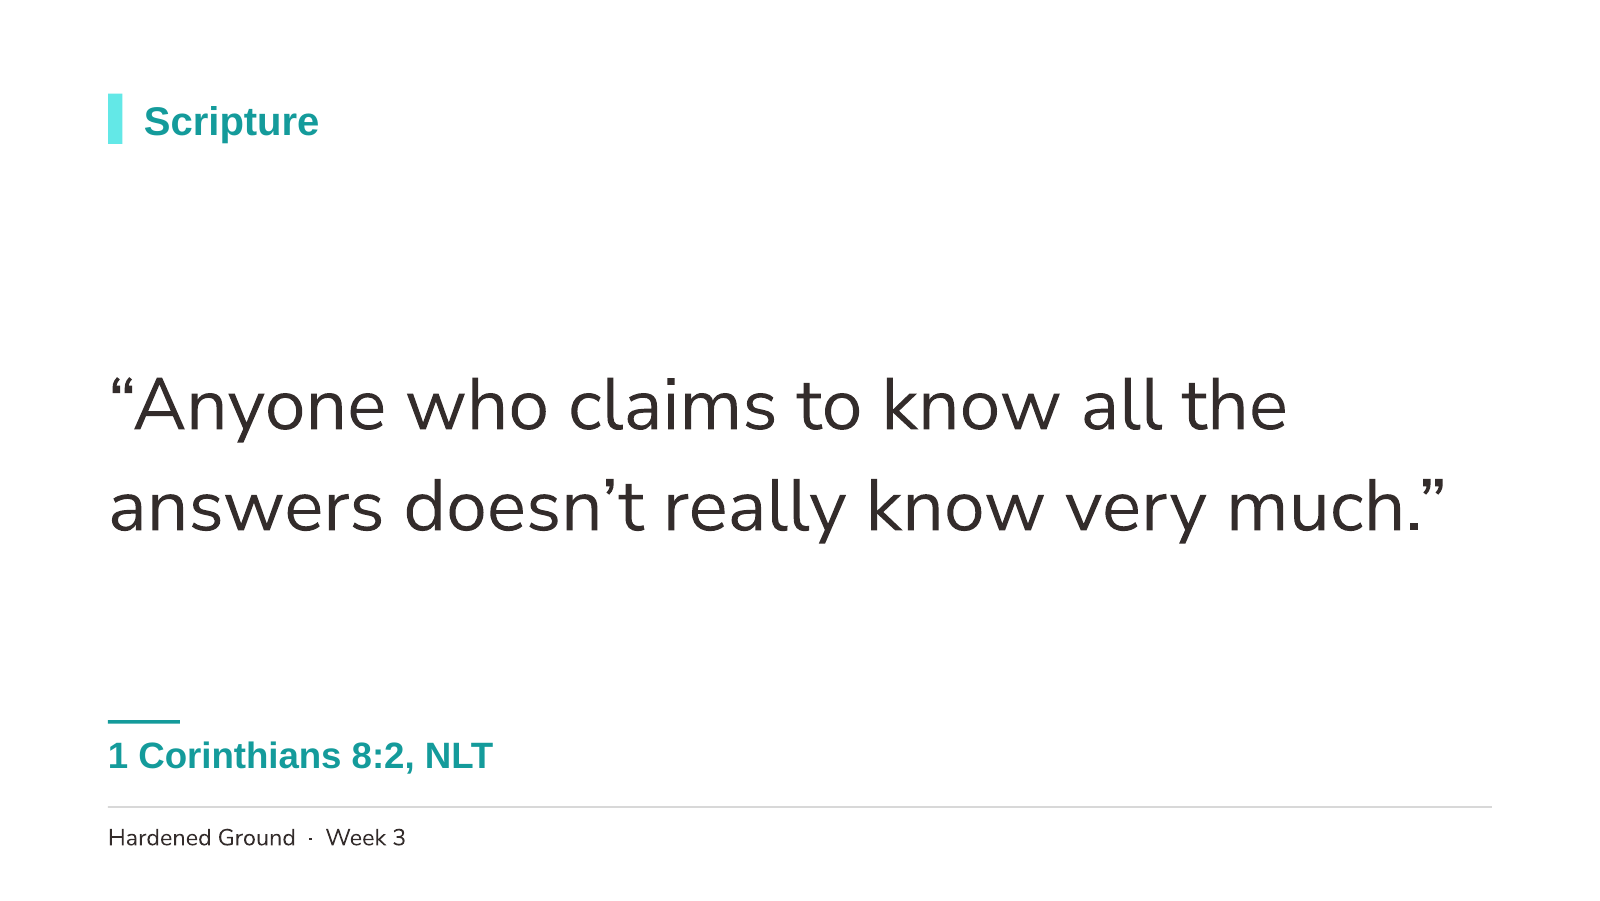 Scripture
“Anyone who claims to know all the
answers doesn’t really know very much.”
1 Corinthians 8:2, NLT
Hardened Ground · Week 3